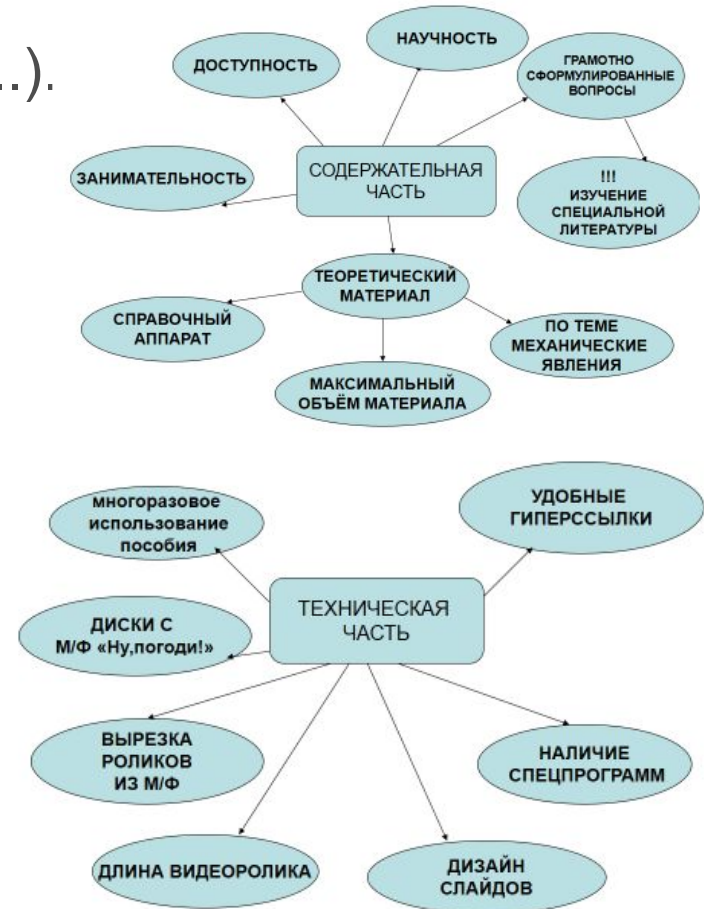 ..).
НАУЧНОСТЬ
ДОСТУПНОСТЬ
ГРАМОТНО
СФОРМУЛИРОВАННЫЕ
ВОПРОСЫ
СОДЕРЖАТЕЛЬНАЯ
ЧАСТЬ
ЗАНИМАТЕЛЬНОСТЬ
!!!
ИЗУЧЕНИЕ
СПЕЦИАЛЬНОЙ
ЛИТЕРАТУРЫ
ТЕОРЕТИЧЕСКИЙ
МАТЕРИАЛ
СПРАВОЧНЫЙ
АППАРАТ
ПО ТЕМЕ
МЕХАНИЧЕСКИЕ
ЯВЛЕНИЯ
МАКСИМАЛЬНЫЙ
ОБЪЁМ МАТЕРИАЛА
многоразовое
использование
пособия
УДОБНЫЕ
ГИПЕРССЫЛКИ
ТЕХНИЧЕСКАЯ
ЧАСТЬ
ДИСКИ С
М/Ф «Ну,погоди!»
ВЫРЕЗКА
РОЛИКОВ
ИЗ М/Ф
НАЛИЧИЕ
СПЕЦПРОГРАММ
ДЛИНА ВИДЕОРОЛИКА
ДИЗАЙН
СЛАЙДОВ